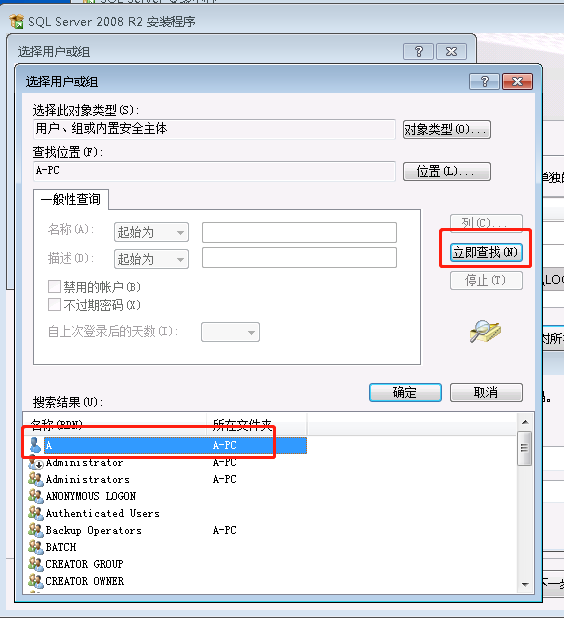 SQL Server 2008 R2 安装程序
选择用户或组
选择用户或组
选择此对象类型(S):
用户、组或内置安全主体
对象类型(O)...
查找位置(F):
A-PC
位置(L)...
一般性查询
名称(A):
起始为
列(C)...
描述(D):
起始为
立即查找(N)
禁用的帐户(B)
停止(T)
不过期密码(X)
自上次登录后的天数(I):
确定
取消
搜索结果(U):
名称(RDN)
所在文件夹
A
A-PC
Administrator
A-PC
Administrators
A-PC
ANONYMOUS LOGON
Authenticated Users
Backup Operators
A-PC
BATCH
CREATOR GROUP
CREATOR OWNER
单独的